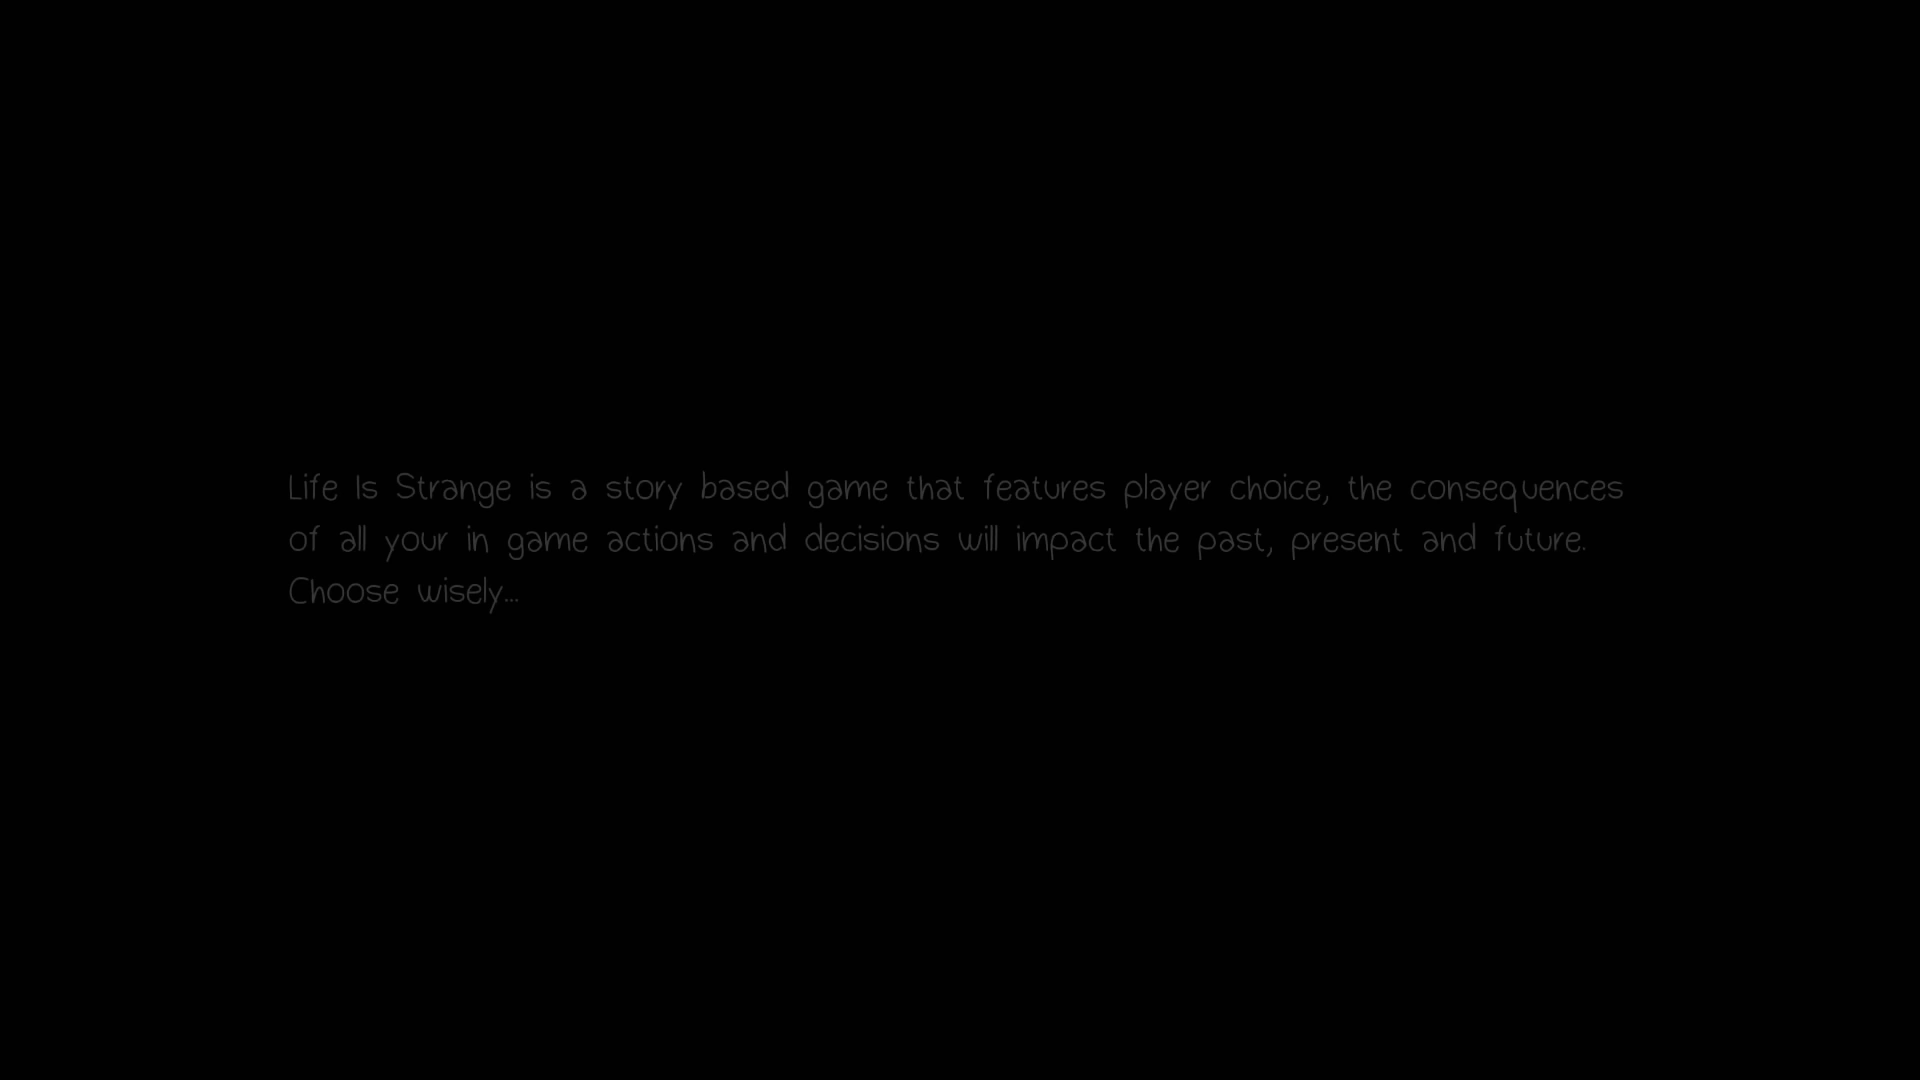 Life Is Strange is a story based game that features player choice, the consequences
of all your in game actions and decisions will impact the past, present and future.
Choose wisely...